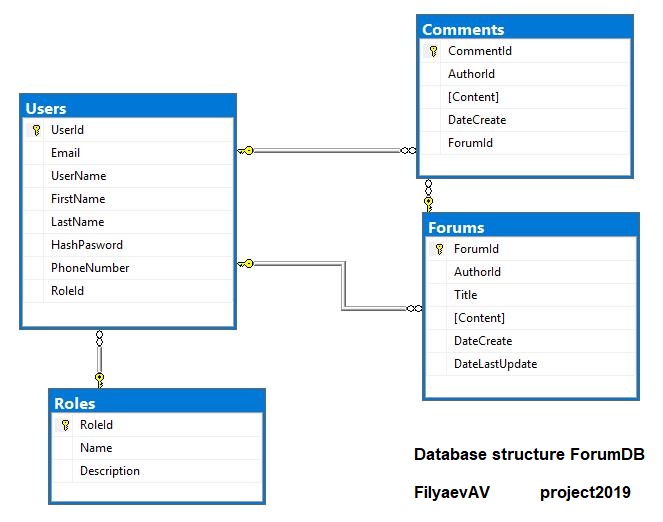 Comments
CommentId
AuthorId
[Content]
DateCreate
ForumId
Users
UserId
Email
UserName
FirstName
LastName
HashPasword
PhoneNumber
RoleId
Forums
ForumId
AuthorId
Title
[Content]
DateCreate
DateLastUpdate
Roles
RoleId
Name
Description
Database structure ForumDB
FilyaevAV project2019